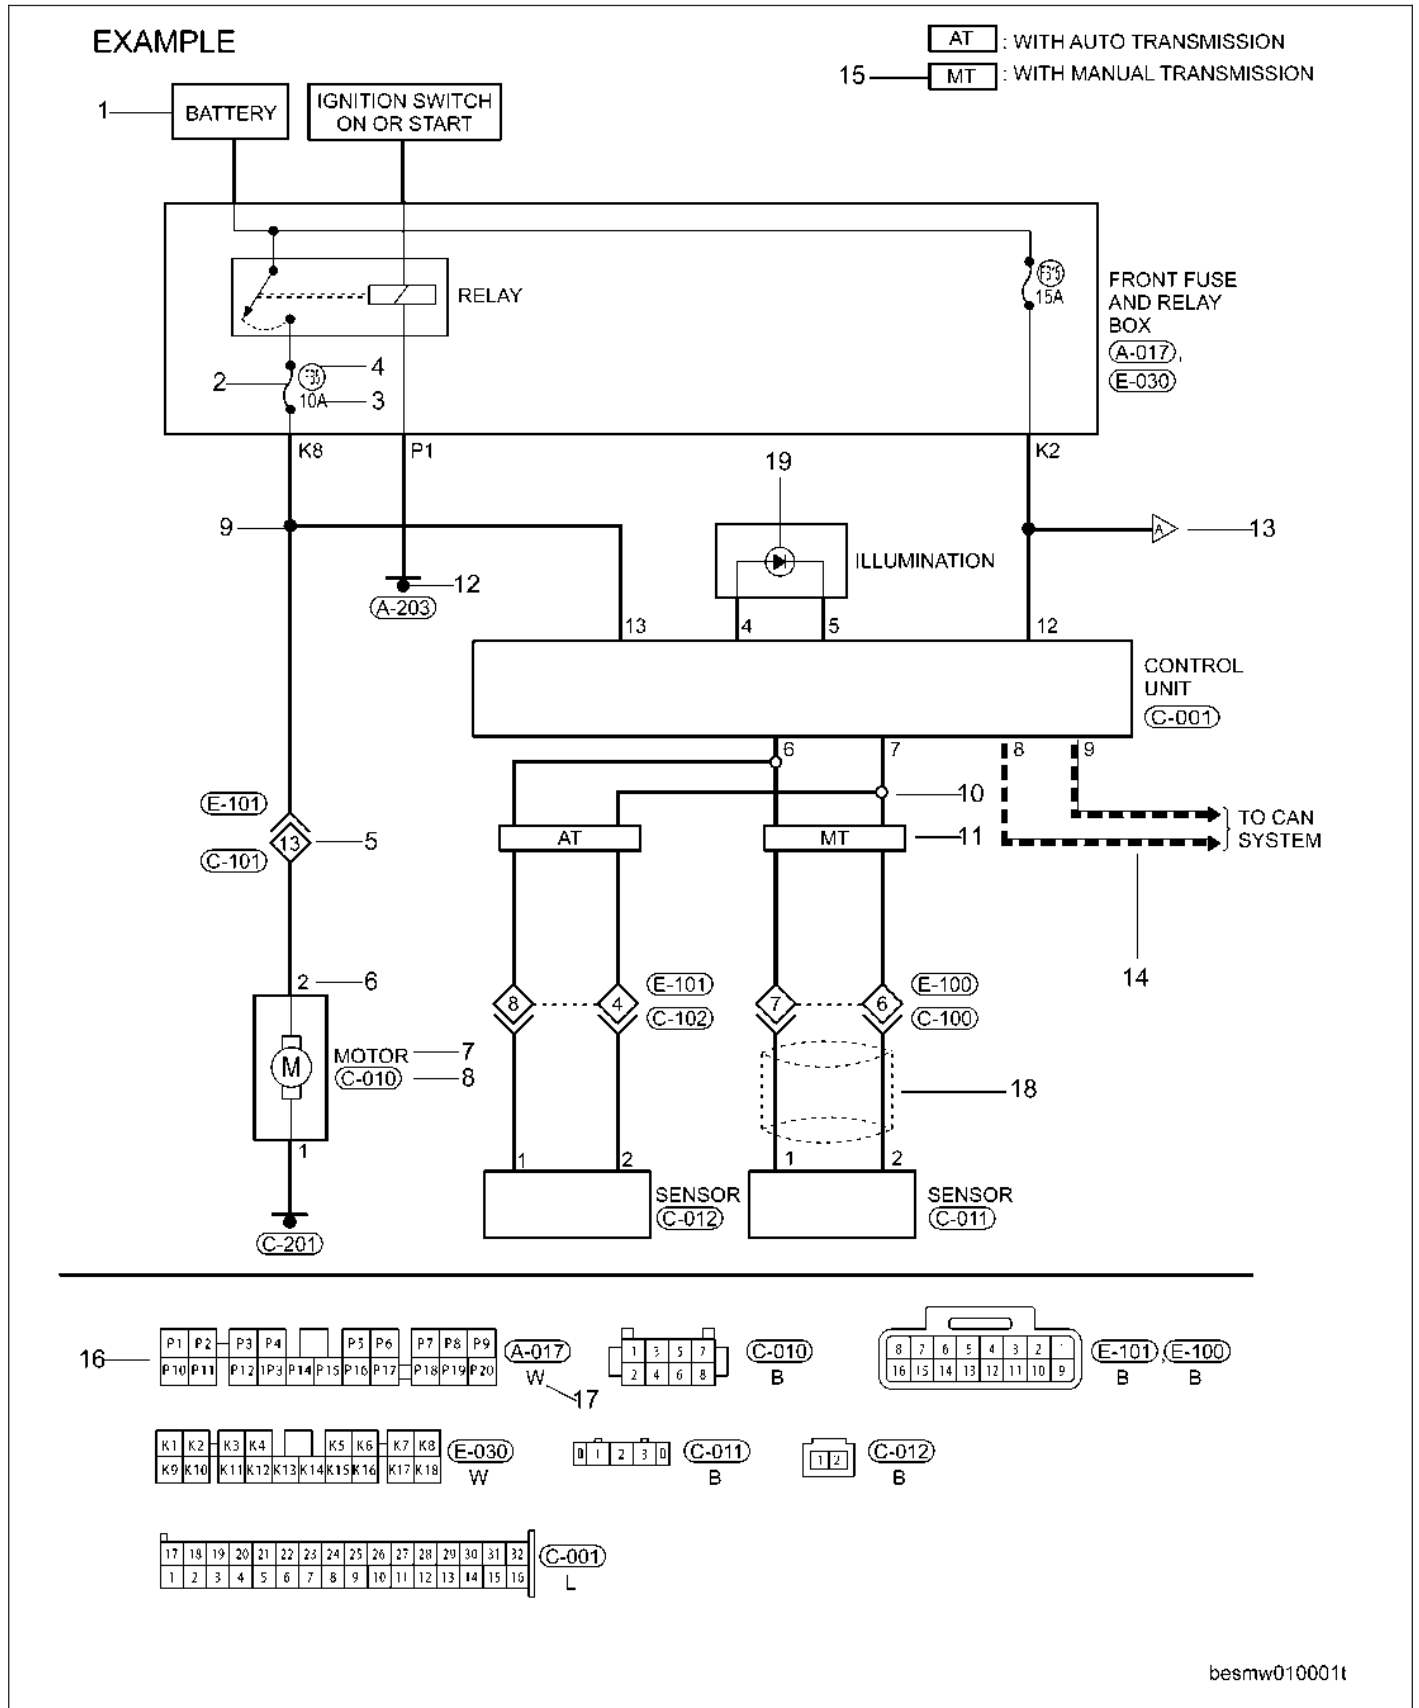 EXAMPLE
AT : WITH AUTO TRANSMISSION
15 MT : WITH MANUAL TRANSMISSION
1 BATTERY
IGNITION SWITCH
ON OR START
RELAY
15A
FRONT FUSE
AND RELAY
BOX
A-017,
E-030
2
4
10A 3
K8 P1 K2
19
9
A 13
ILLUMINATION
12
A-203
13 4 5 12
CONTROL
UNIT
C-001
6 7 8 9
10
E-101
13 5
C-101
AT MT 11
TO CAN
SYSTEM
14
2 6
8 4 E-101
C-102
7 6 E-100
C-100
M MOTOR 7
C-010 8
18
1
1 2 1 2
SENSOR
C-012
SENSOR
C-011
C-201
16
P1 P2 P3 P4 P5 P6 P7 P8 P9
P10 P11 P12 1P3 P14 P15 P16 P17 P18 P19 P20
A-017
W 17
1 3 5 7
2 4 6 8
C-010
B
8 7 6 5 4 3 2 1
16 15 14 13 12 11 10 9
E-101, E-100
B B
K1 K2 K3 K4 K5 K6 K7 K8
K9 K10 K11 K12 K13 K14 K15 K16 K17 K18
E-030
W
1 2 3
C-011
B
1 2
C-012
B
17 18 19 20 21 22 23 24 25 26 27 28 29 30 31 32
1 2 3 4 5 6 7 8 9 10 11 12 13 14 15 16
C-001
L
besmw010001t